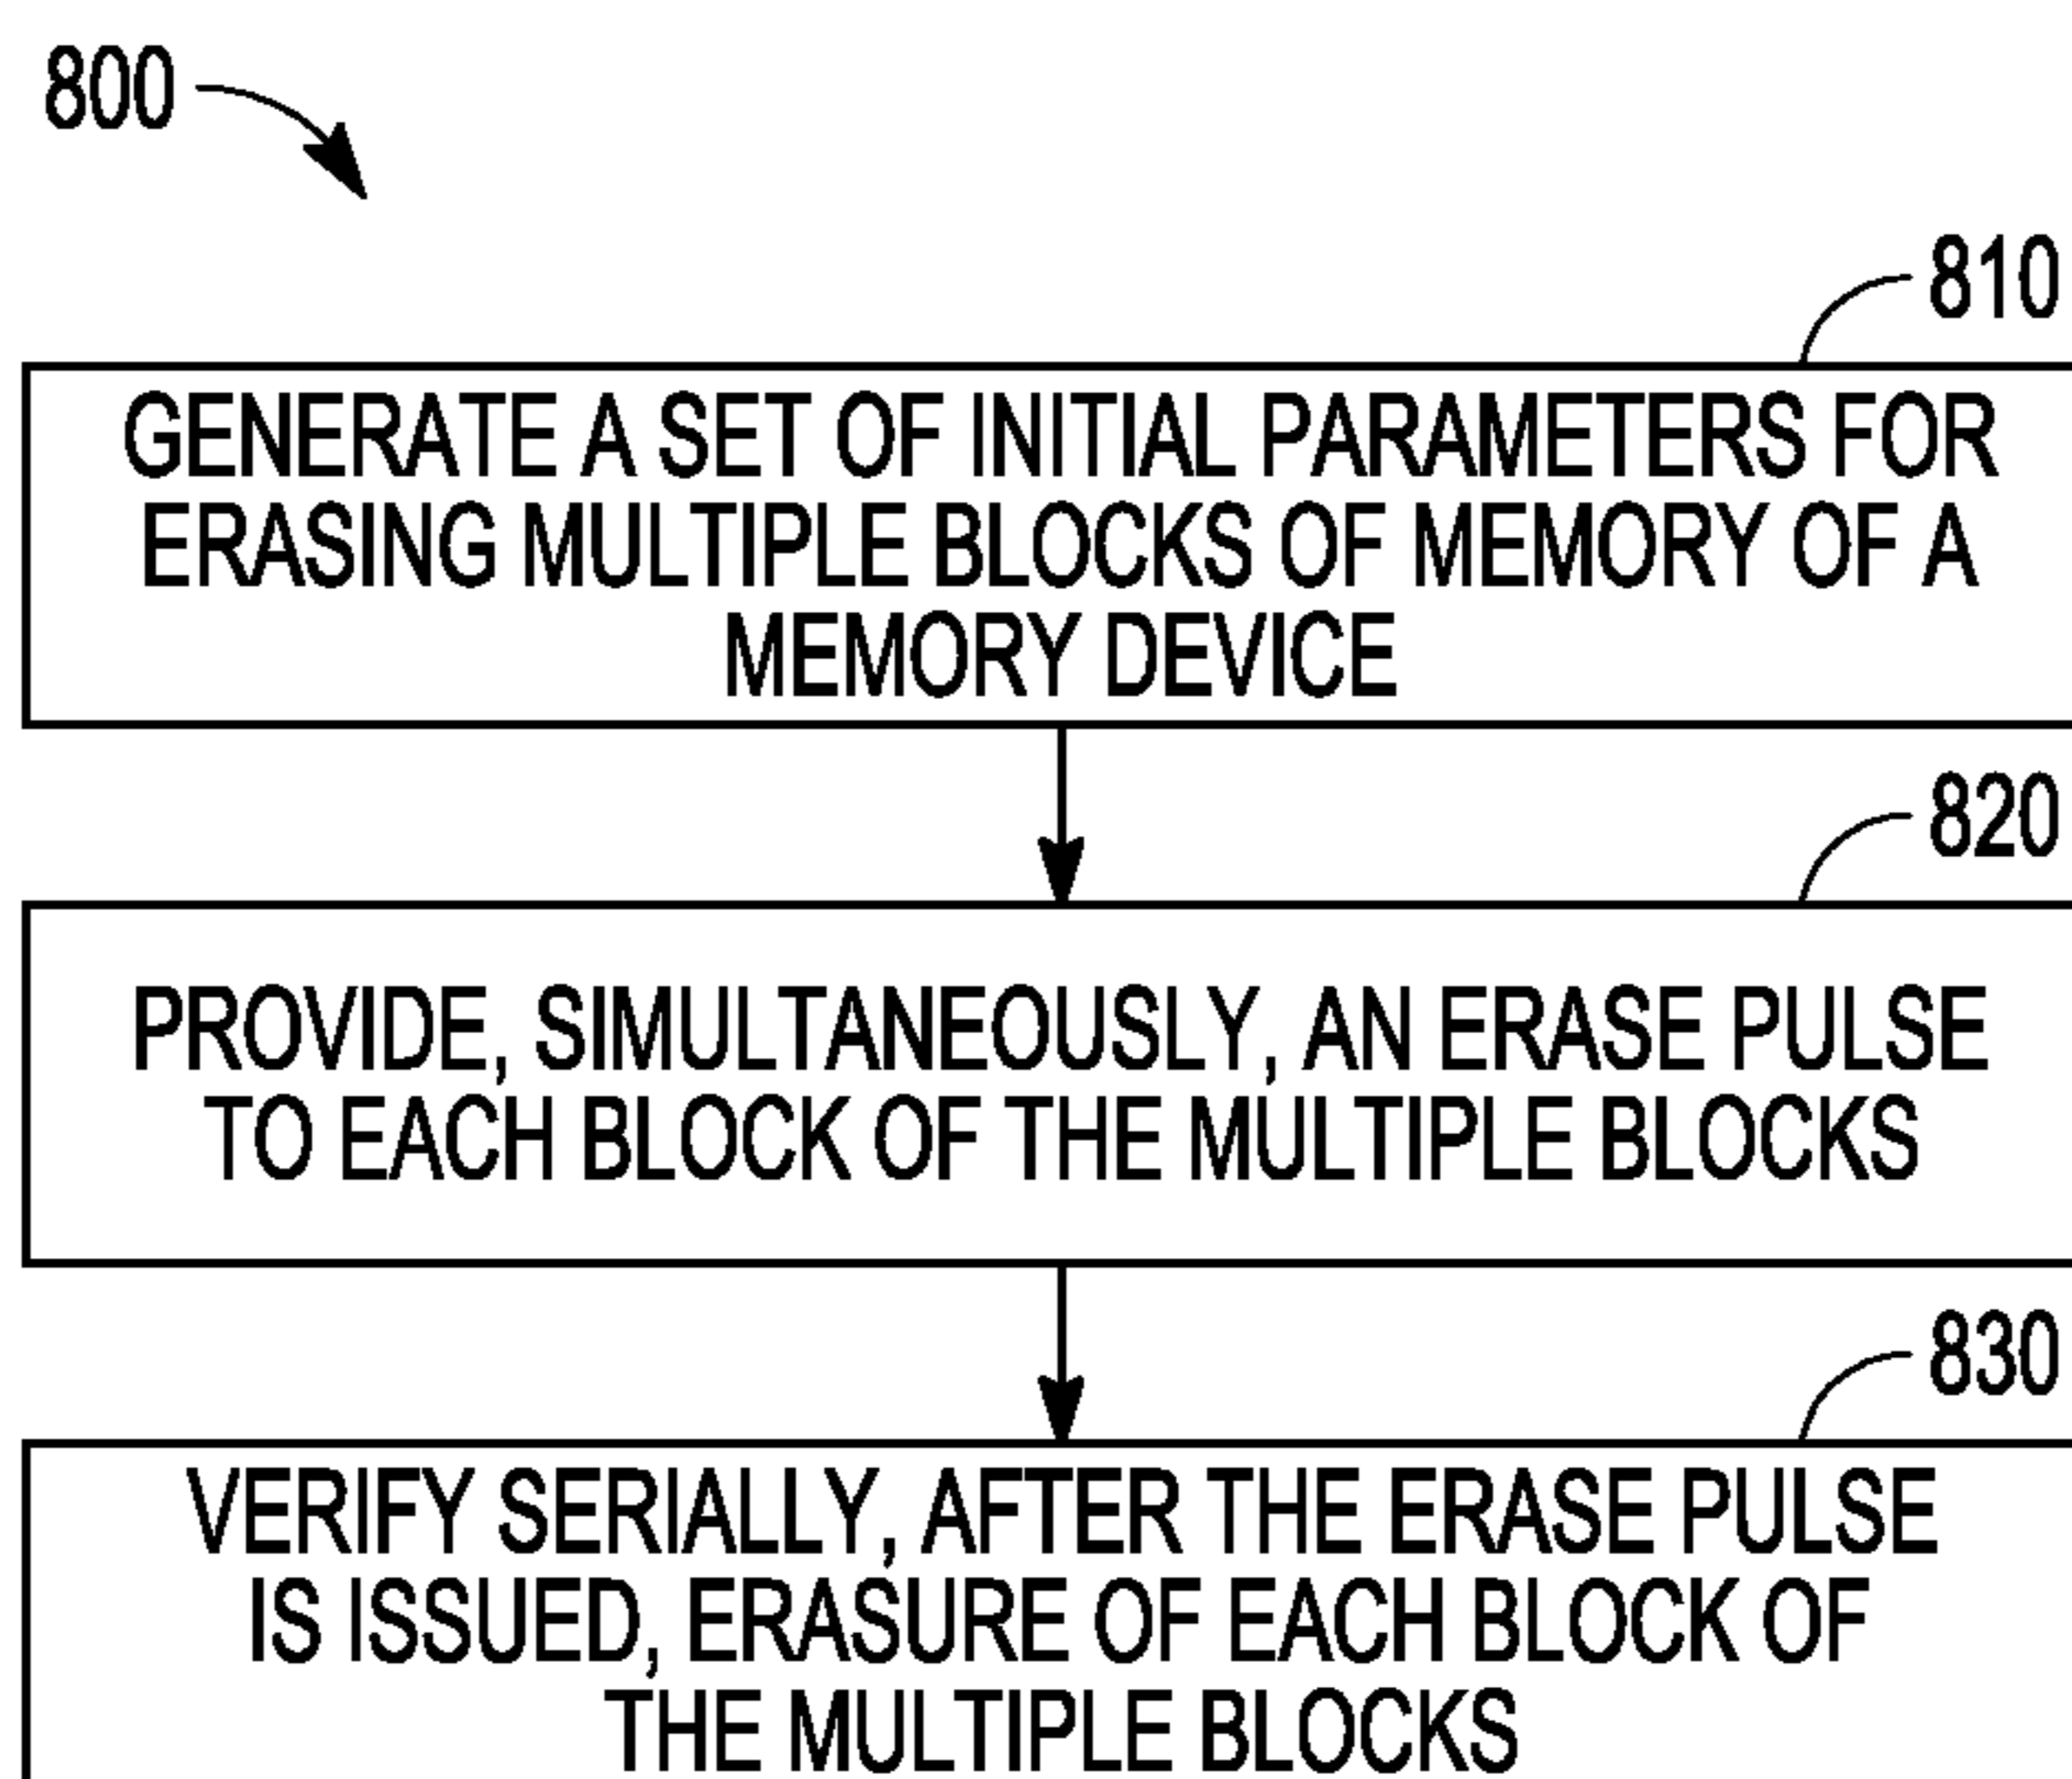 800
810
GENERATE A SET OF INITIAL PARAMETERS FOR
ERASING MULTIPLE BLOCKS OF MEMORY OF A
MEMORY DEVICE
820
PROVIDE, SIMULTANEOUSLY, AN ERASE PULSE
TO EACH BLOCK OF THE MULTIPLE BLOCKS
830
VERIFY SERIALLY, AFTER THE ERASE PULSE
IS ISSUED, ERASURE OF EACH BLOCK OF
THE MULTIPLE BLOCKS